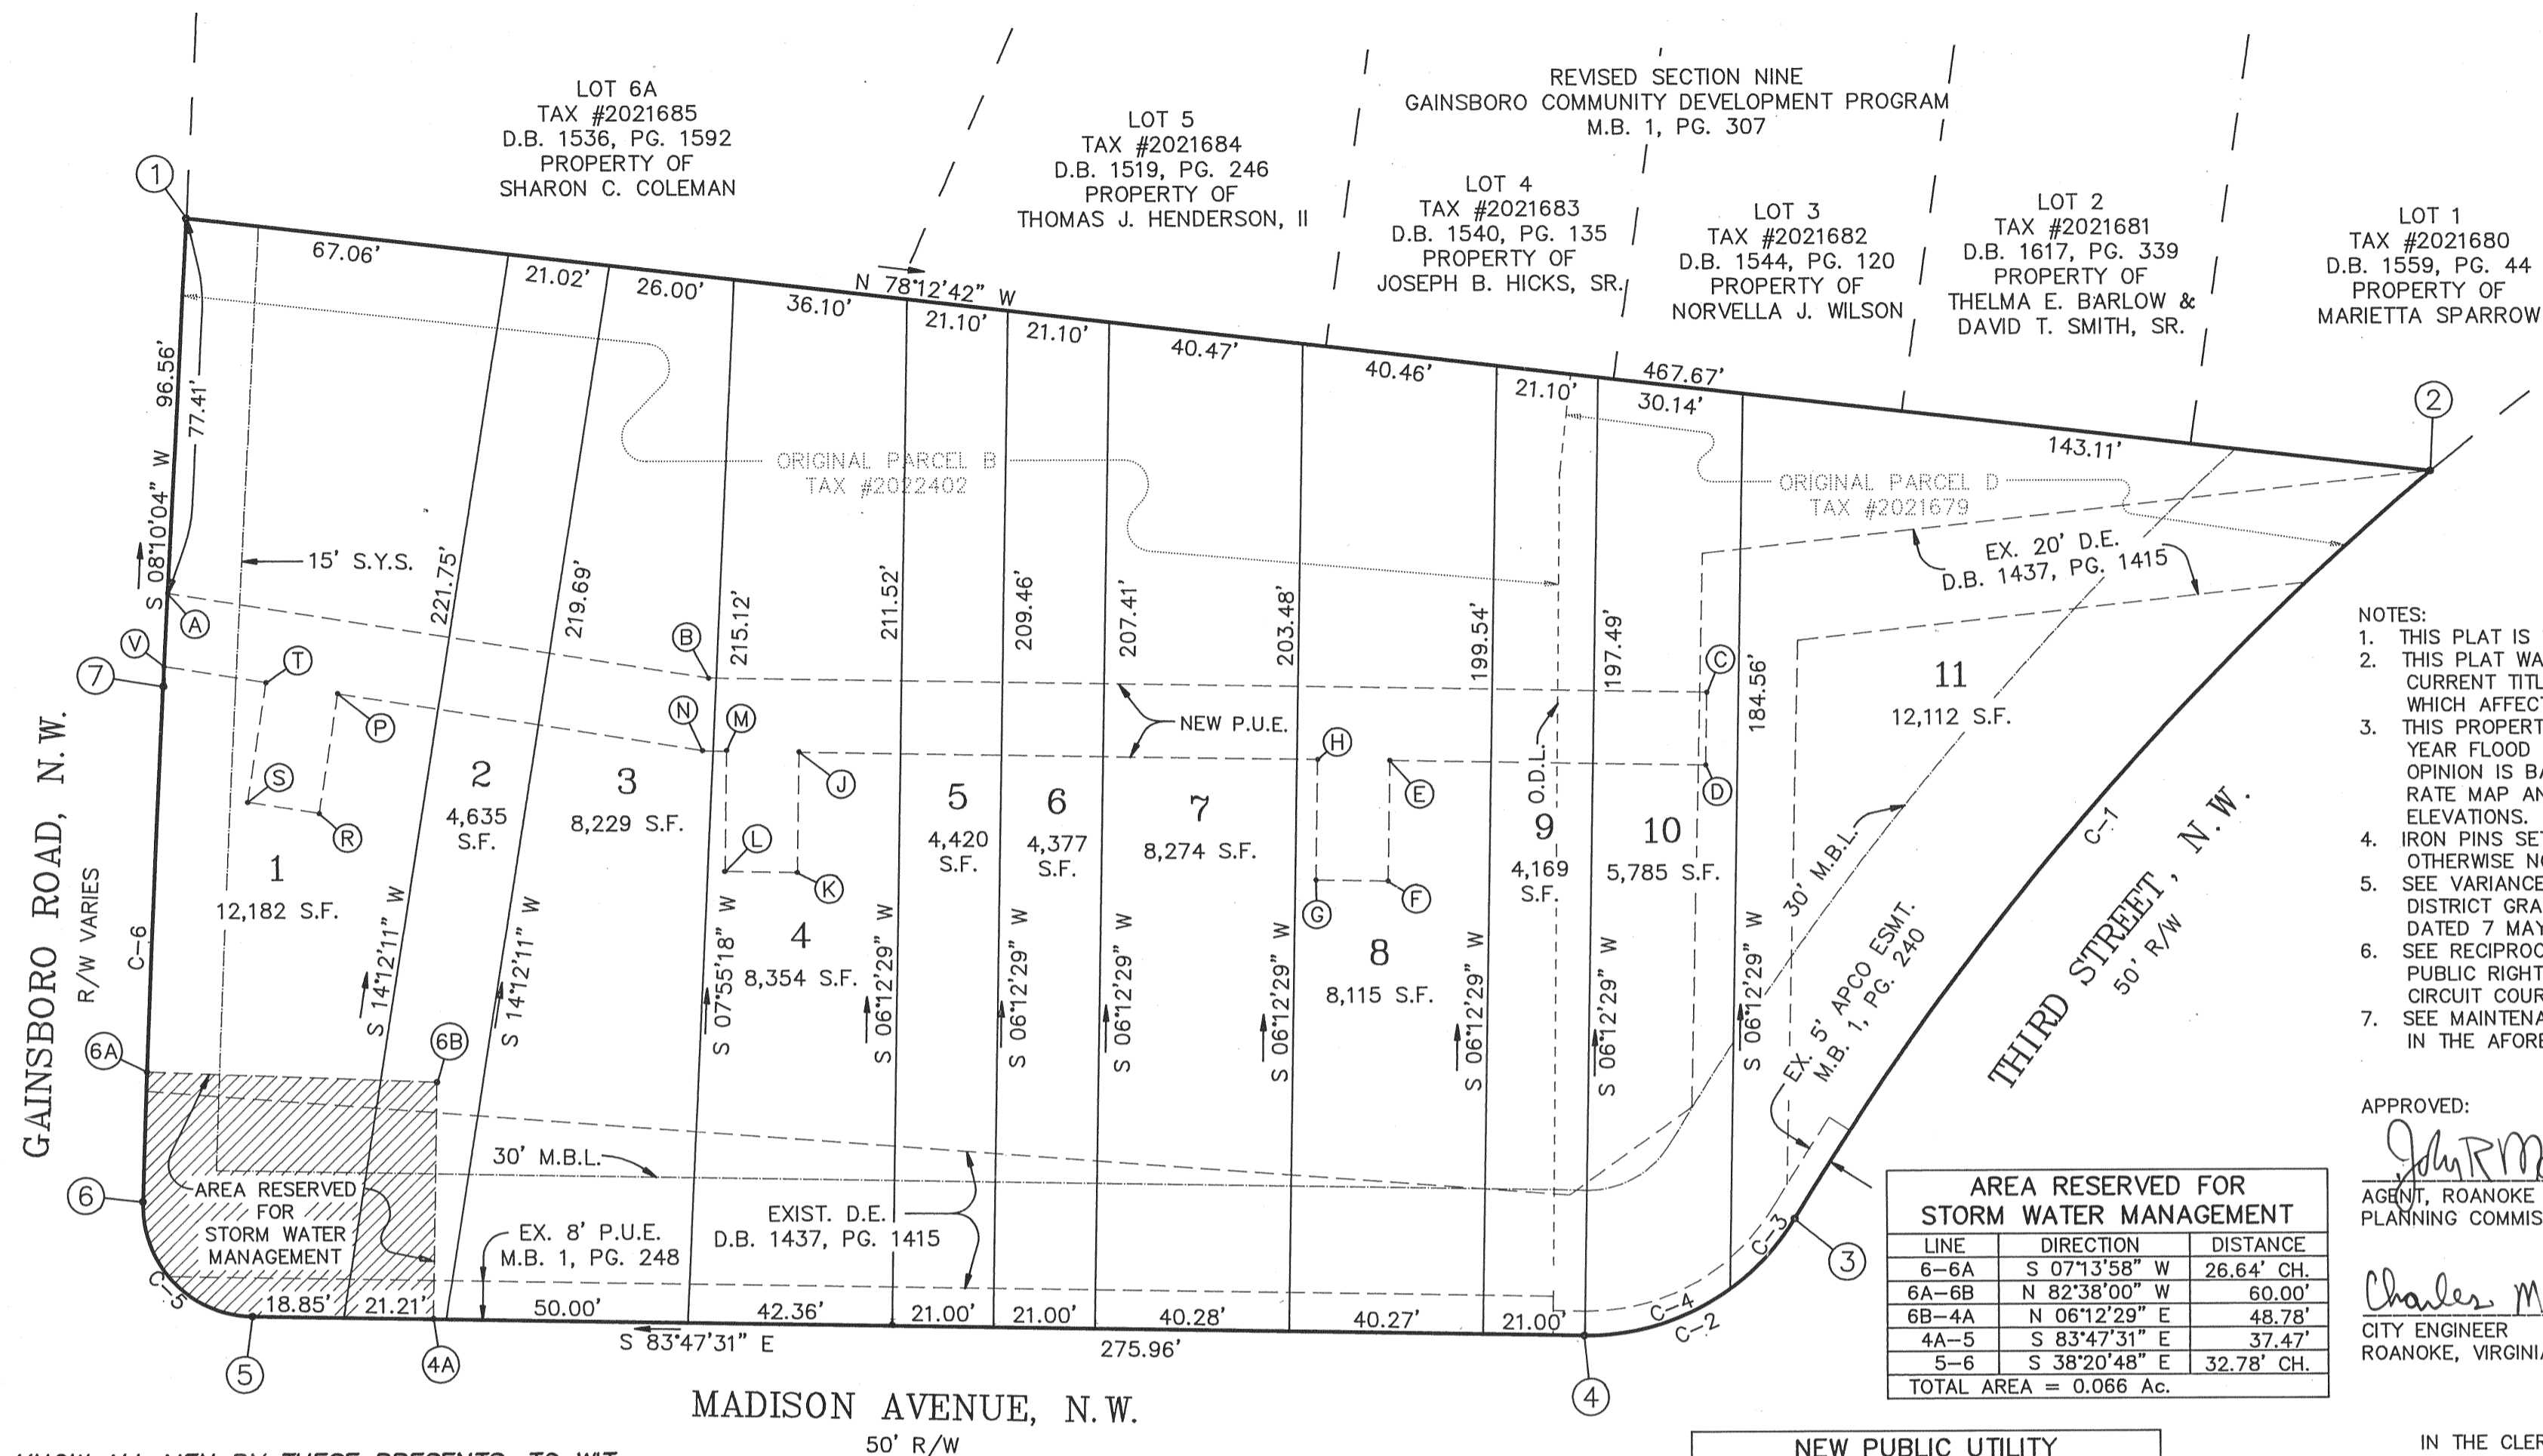 LOT 6A
TAX #2021685
D.B. 1536, PG. 1592
PROPERTY OF
SHARON C. COLEMAN
LOT 5
TAX #2021684
D.B. 1519, PG. 246
PROPERTY OF
THOMAS J. HENDERSON, II
REVISED SECTION NINE
GAINSBORO COMMUNITY DEVELOPMENT PROGRAM
M.B. 1, PG. 307
LOT 4
TAX #2021683
D.B. 1540, PG. 135
PROPERTY OF
JOSEPH B. HICKS, SR.
LOT 3
TAX #2021682
D.B. 1544, PG. 120
PROPERTY OF
NORVELLA J. WILSON
LOT 2
TAX #2021681
D.B. 1617, PG. 339
PROPERTY OF
THELMA E. BARLOW &
DAVID T. SMITH, SR.
LOT 1
TAX #2021680
D.B. 1559, PG. 44
PROPERTY OF
MARIETTA SPARROW
1
67.06'
21.02'
26.00'
N 78°12'42" W
36.10'
21.10'
21.10'
40.47'
40.46'
21.10'
467.67'
30.14'
143.11'
2
S 08°10'04" W 96.56'
77.41'
ORIGINAL PARCEL B
TAX #2022402
ORIGINAL PARCEL D
TAX #2021679
15' S.Y.S.
221.75'
219.69'
215.12'
211.52'
209.46'
207.41'
203.48'
199.54'
197.49'
184.56'
EX. 20' D.E.
D.B. 1437, PG. 1415
A
V
T
7
B
C
N
M
P
NEW P.U.E.
H
S
R
J
E
D
L
K
G
F
O.D.L.
1
12,182 S.F.
2
4,635
S.F.
3
8,229 S.F.
4
8,354 S.F.
5
4,420
S.F.
6
4,377
S.F.
7
8,274 S.F.
8
8,115 S.F.
9
4,169
S.F.
10
5,785 S.F.
11
12,112 S.F.
30' M.B.L.
C-1
THIRD STREET, N.W.
50' R/W
GAINSBORO ROAD, N.W.
R/W VARIES
C-6
S 14°12'11" W
S 14°12'11" W
S 07°55'18" W
S 06°12'29" W
S 06°12'29" W
S 06°12'29" W
S 06°12'29" W
S 06°12'29" W
S 06°12'29" W
S 06°12'29" W
EX. 5' APCO ESMT.
M.B. 1, PG. 240
6A
6B
6
30' M.B.L.
AREA RESERVED
FOR
STORM WATER
MANAGEMENT
EX. 8' P.U.E.
M.B. 1, PG. 248
EXIST. D.E.
D.B. 1437, PG. 1415
C-5
18.85'
21.21'
50.00'
42.36'
21.00'
21.00'
40.28'
40.27'
21.00'
C-4
C-2
C-3
3
S 83°47'31" E
275.96'
5
4A
4
MADISON AVENUE, N.W.
50' R/W
NOTES:
1. THIS PLAT IS
2. THIS PLAT WA
CURRENT TITL
WHICH AFFECT
3. THIS PROPERT
YEAR FLOOD
OPINION IS BA
RATE MAP AN
ELEVATIONS.
4. IRON PINS SET
OTHERWISE NO
5. SEE VARIANCE
DISTRICT GRA
DATED 7 MAY
6. SEE RECIPROC
PUBLIC RIGHT
CIRCUIT COUR
7. SEE MAINTENA
IN THE AFORE
APPROVED:
John R M
AGENT, ROANOKE
PLANNING COMMIS
Charles M
CITY ENGINEER
ROANOKE, VIRGINIA
AREA RESERVED FOR
STORM WATER MANAGEMENT
LINE DIRECTION DISTANCE
6-6A S 07°13'58" W 26.64' CH.
6A-6B N 82°38'00" W 60.00'
6B-4A N 06°12'29" E 48.78'
4A-5 S 83°47'31" E 37.47'
5-6 S 38°20'48" E 32.78' CH.
TOTAL AREA = 0.066 Ac.
NEW PUBLIC UTILITY
IN THE CLER